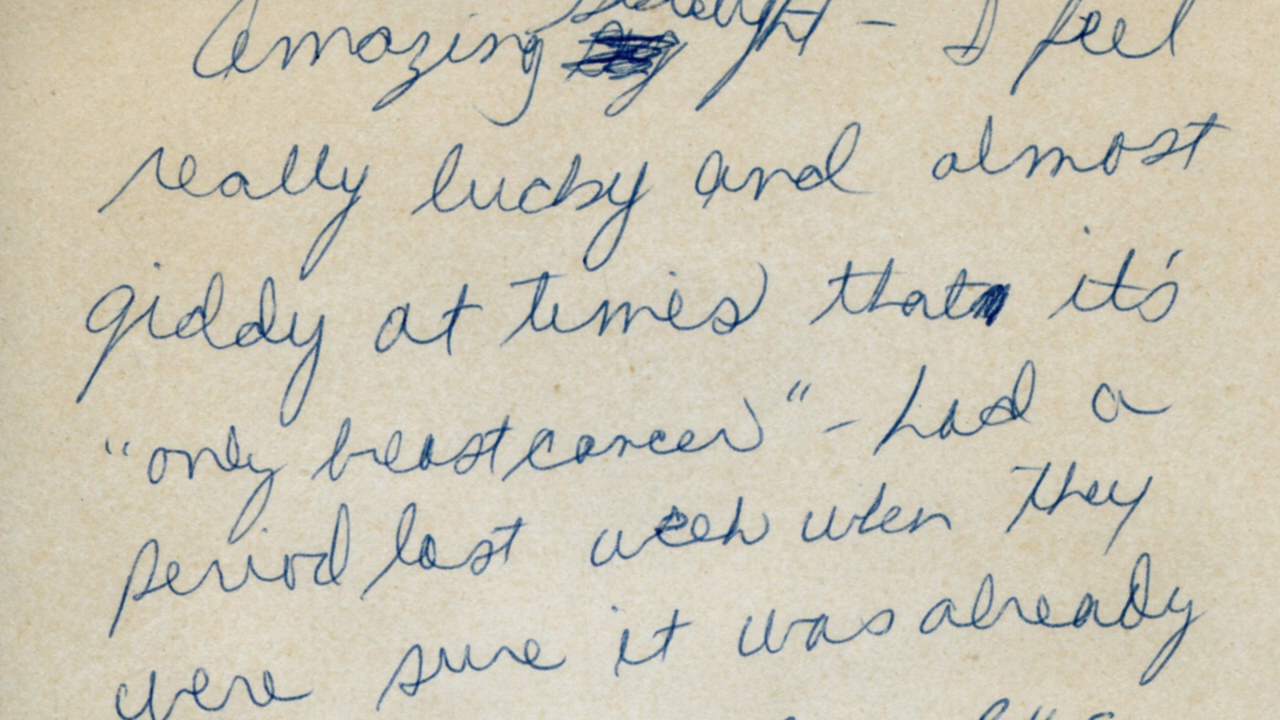 Amazing - I feel
really lucky and almost
giddy at times that it's
"only breast cancer" - had a
period last week when they
were sure it was already